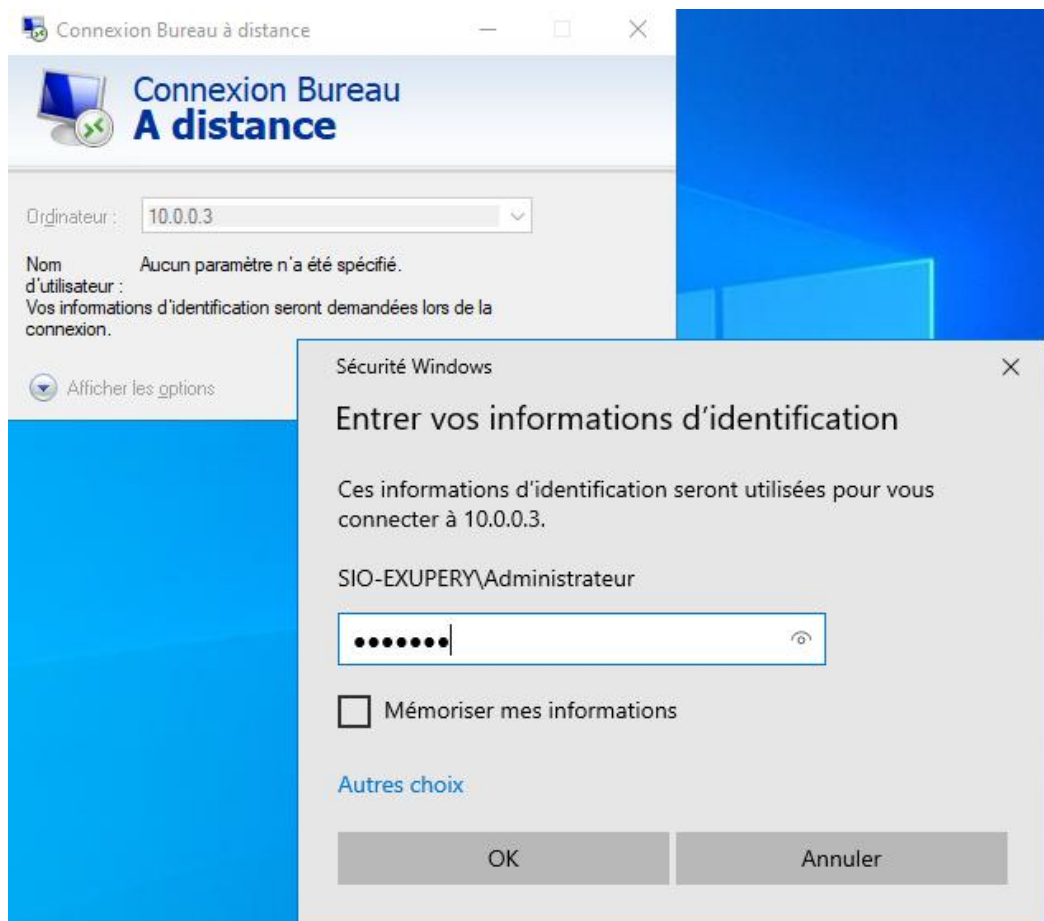 Connexion Bureau à distance
Connexion Bureau
A distance
Ordinateur :
10.0.0.3
Nom d'utilisateur :
Aucun paramètre n'a été spécifié.
Vos informations d'identification seront demandées lors de la
connexion.
Afficher les options
Sécurité Windows
Entrer vos informations d'identification
Ces informations d'identification seront utilisées pour vous
connecter à 10.0.0.3.
SIO-EXUPERY\Administrateur
•••••••
Mémoriser mes informations
Autres choix
OK
Annuler